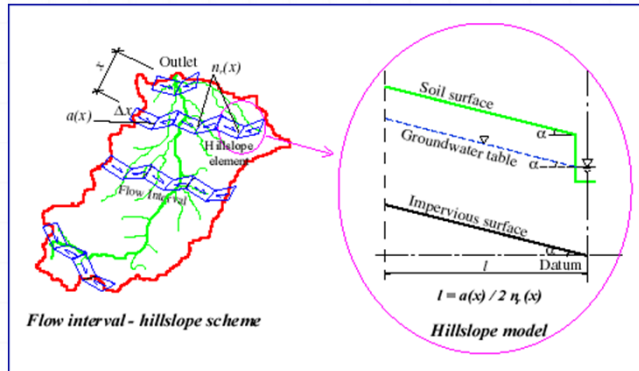 Outlet
x
nr(x)
a(x)
Δx
Hillslope
element
Flow Interval
Flow interval - hillslope scheme
Soil surface
α
Groundwater table
α
Impervious surface
α
l
Datum
l = a(x) / 2 nr (x)
Hillslope model